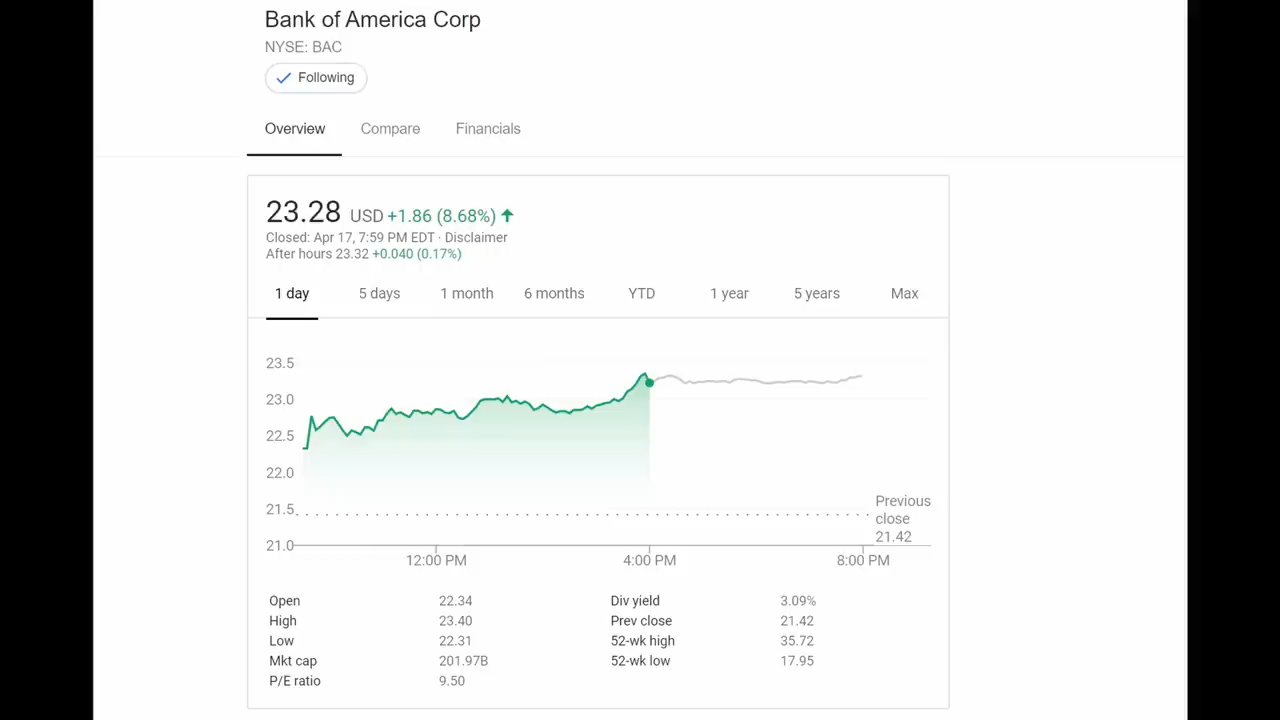 Bank of America Corp
NYSE: BAC
Following
Overview Compare Financials
23.28 USD +1.86 (8.68%)
Closed: Apr 17, 7:59 PM EDT · Disclaimer
After hours 23.32 +0.040 (0.17%)
1 day 5 days 1 month 6 months YTD 1 year 5 years Max
23.5
23.0
22.5
22.0
21.5
21.0
Previous
close
21.42
12:00 PM 4:00 PM 8:00 PM
Open 22.34 Div yield 3.09%
High 23.40 Prev close 21.42
Low 22.31 52-wk high 35.72
Mkt cap 201.97B 52-wk low 17.95
P/E ratio 9.50